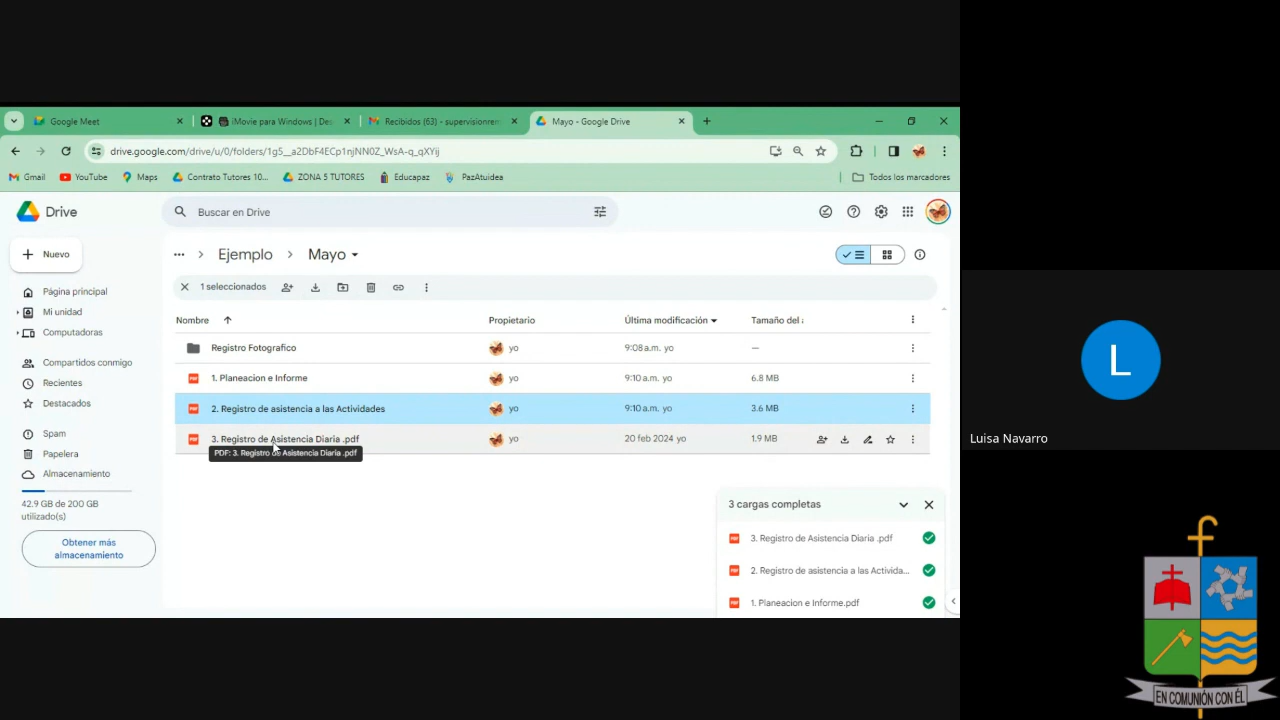 Google Meet
iMovie para Windows | Des
Recibidos (63) - supervisionren
Mayo - Google Drive
drive.google.com/drive/u/0/folders/1g5__a2DbF4ECp1njNN0Z_WsA-q_qXYij
Gmail
YouTube
Maps
Contrato Tutores 10...
ZONA 5 TUTORES
Educapaz
PazAtuidea
Todos los marcadores
Drive
Buscar en Drive
Nuevo
Ejemplo
Mayo
1 seleccionados
Página principal
Mi unidad
Computadoras
Compartidos conmigo
Recientes
Destacados
Spam
Papelera
Almacenamiento
42.9 GB de 200 GB
utilizado(s)
Obtener más
almacenamiento
Nombre Propietario Última modificación Tamaño del
Registro Fotografico yo 9:08 a.m. yo —
1. Planeacion e Informe yo 9:10 a.m. yo 6.8 MB
2. Registro de asistencia a las Actividades yo 9:10 a.m. yo 3.6 MB
3. Registro de Asistencia Diaria .pdf yo 20 feb 2024 yo 1.9 MB
PDF: 3. Registro de Asistencia Diaria .pdf
3 cargas completas
3. Registro de Asistencia Diaria .pdf
2. Registro de asistencia a las Activida...
1. Planeacion e Informe.pdf
L
Luisa Navarro
EN COMUNIÓN CON ÉL